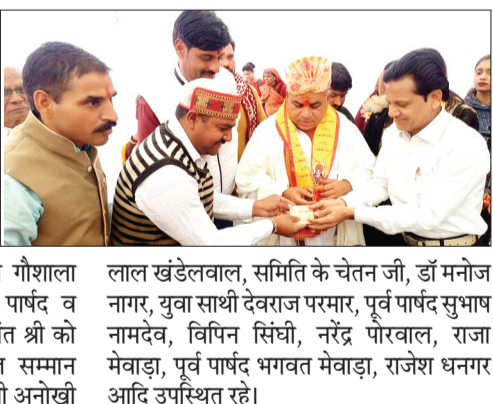 गौशाला
पार्षद व
श्री को
सम्मान
अनोखी
लाल खंडेलवाल, समिति के चेतन जी, डॉ मनोज
नागर, युवा साथी देवराज परमार, पूर्व पार्षद सुभाष
नामदेव, विपिन सिंघी, नरेंद्र पोरवाल, राजा
मेवाड़ा, पूर्व पार्षद भगवत मेवाड़ा, राजेश धनगर
आदि उपस्थित रहे।